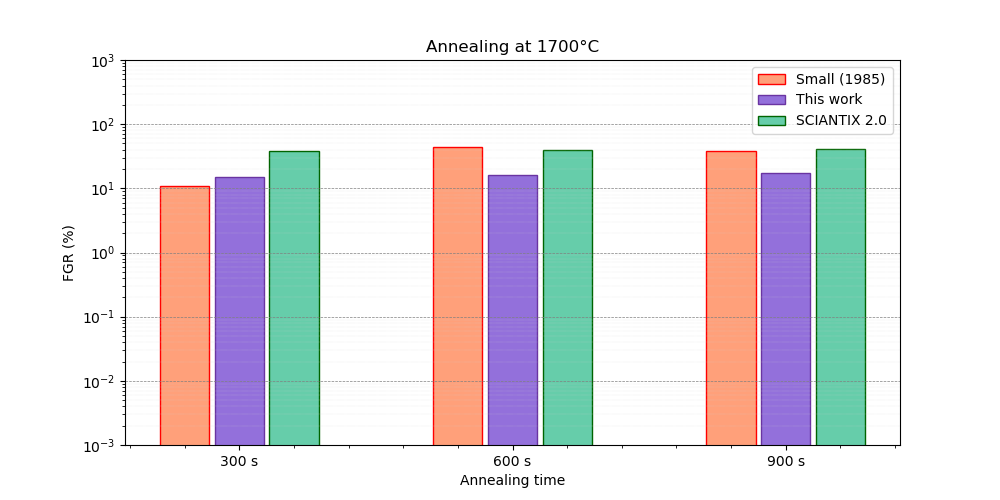 Annealing at 1700°C
Small (1985)
This work
SCIANTIX 2.0
FGR (%)
10³
10²
10¹
10⁰
10⁻¹
10⁻²
10⁻³
300 s
600 s
900 s
Annealing time